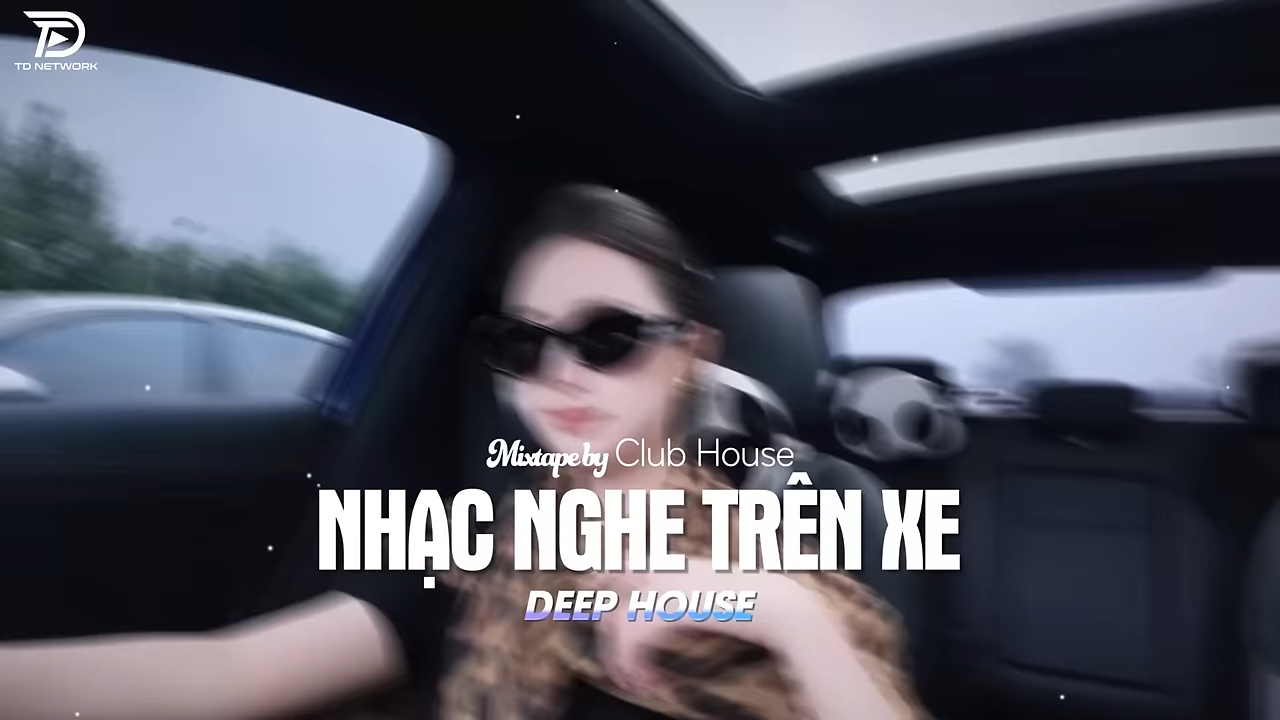 TD NETWORK
Mixtape by Club House
NHẠC NGHE TRÊN XE
DEEP HOUSE